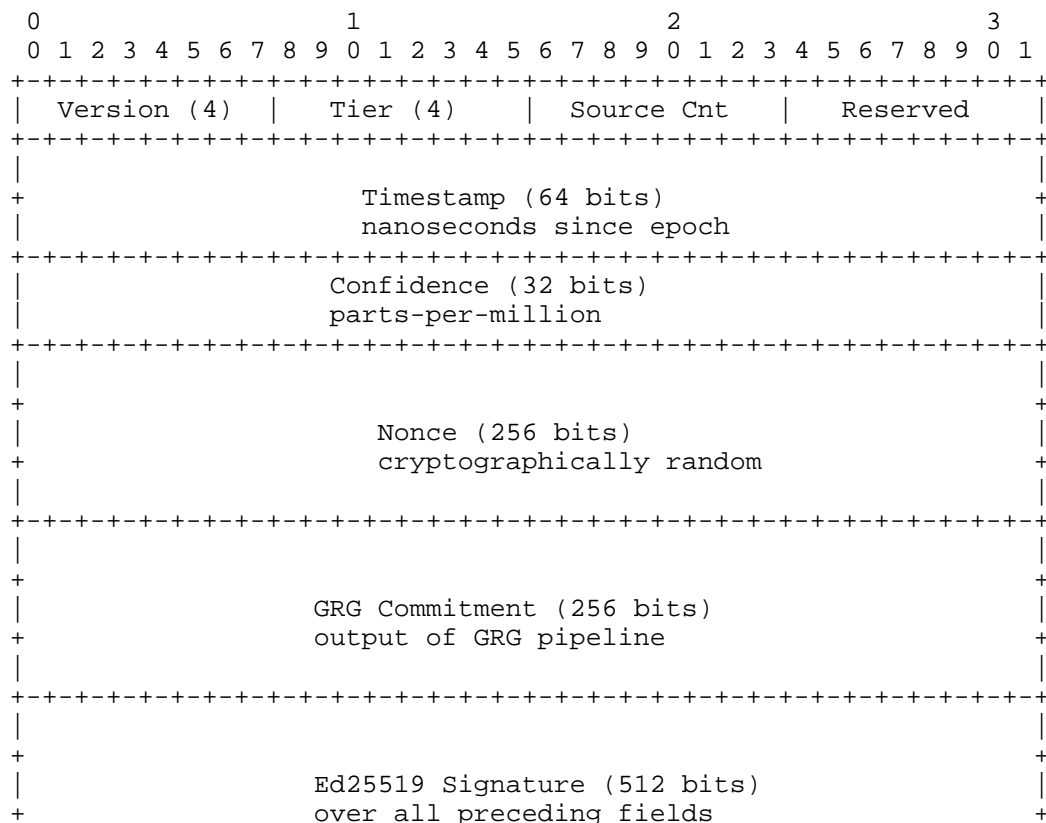 0                   1                   2                   3
 0 1 2 3 4 5 6 7 8 9 0 1 2 3 4 5 6 7 8 9 0 1 2 3 4 5 6 7 8 9 0 1
+-+-+-+-+-+-+-+-+-+-+-+-+-+-+-+-+-+-+-+-+-+-+-+-+-+-+-+-+-+-+-+-+
|  Version (4)  |   Tier (4)    |  Source Cnt   |   Reserved    |
+-+-+-+-+-+-+-+-+-+-+-+-+-+-+-+-+-+-+-+-+-+-+-+-+-+-+-+-+-+-+-+-+
|                                                               |
+                     Timestamp (64 bits)                       +
|                     nanoseconds since epoch                   |
+-+-+-+-+-+-+-+-+-+-+-+-+-+-+-+-+-+-+-+-+-+-+-+-+-+-+-+-+-+-+-+-+
|                   Confidence (32 bits)                        |
|                   parts-per-million                           |
+-+-+-+-+-+-+-+-+-+-+-+-+-+-+-+-+-+-+-+-+-+-+-+-+-+-+-+-+-+-+-+-+
|                                                               |
+                                                               +
|                      Nonce (256 bits)                         |
+                      cryptographically random                 +
|                                                               |
+-+-+-+-+-+-+-+-+-+-+-+-+-+-+-+-+-+-+-+-+-+-+-+-+-+-+-+-+-+-+-+-+
|                                                               |
+                                                               +
|                  GRG Commitment (256 bits)                    |
+                  output of GRG pipeline                       +
|                                                               |
+-+-+-+-+-+-+-+-+-+-+-+-+-+-+-+-+-+-+-+-+-+-+-+-+-+-+-+-+-+-+-+-+
|                                                               |
+                                                               +
|                  Ed25519 Signature (512 bits)                 |
+                  over all preceding fields                    +